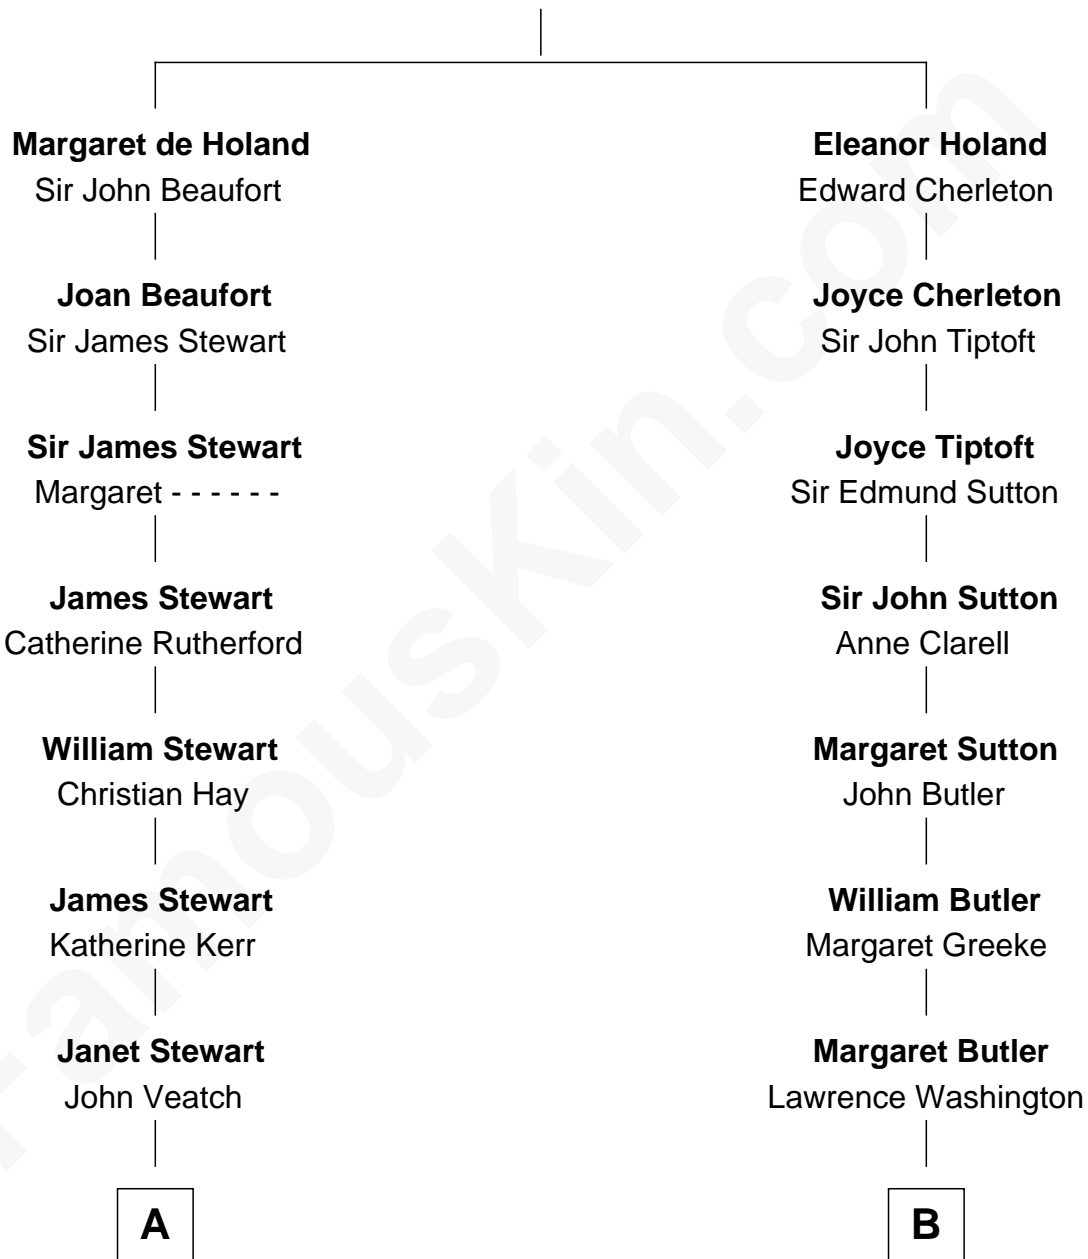 Margaret de Holand
Sir John Beaufort
Joan Beaufort
Sir James Stewart
Sir James Stewart
Margaret - - - - - -
James Stewart
Catherine Rutherford
William Stewart
Christian Hay
James Stewart
Katherine Kerr
Janet Stewart
John Veatch
A
Eleanor Holand
Edward Cherleton
Joyce Cherleton
Sir John Tiptoft
Joyce Tiptoft
Sir Edmund Sutton
Sir John Sutton
Anne Clarell
Margaret Sutton
John Butler
William Butler
Margaret Greeke
Margaret Butler
Lawrence Washington
B
FamousKin.com